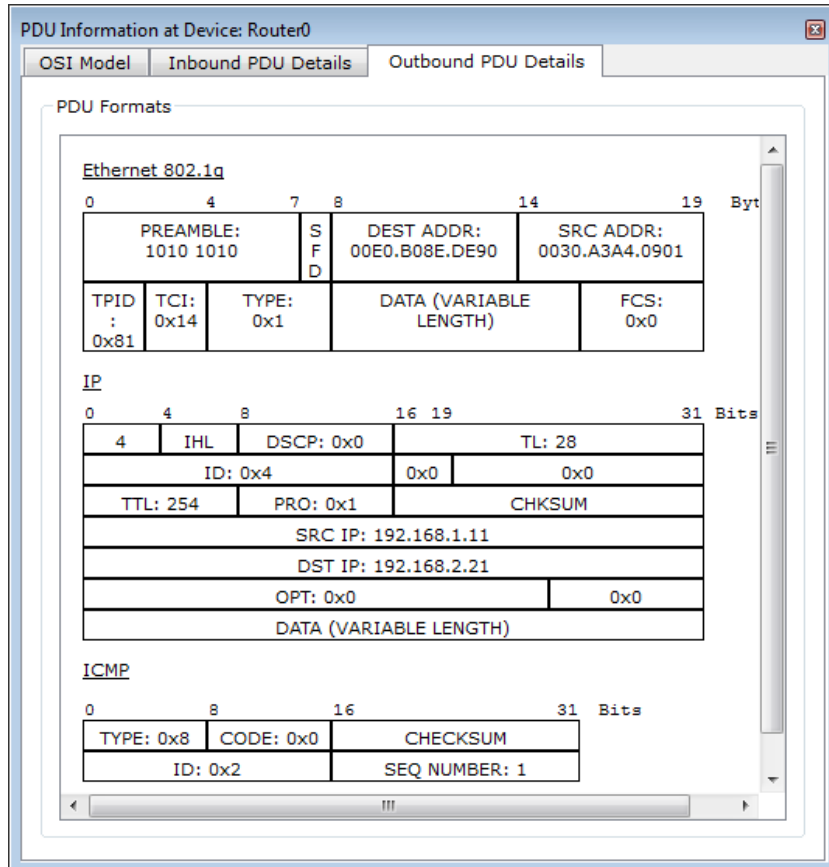 PDU Information at Device: Router0
OSI Model Inbound PDU Details Outbound PDU Details
PDU Formats
Ethernet 802.1q
0 4 7 8 14 19 Byt
PREAMBLE: 1010 1010 S F D DEST ADDR: 00E0.B08E.DE90 SRC ADDR: 0030.A3A4.0901
TPID : 0x81 TCI: 0x14 TYPE: 0x1 DATA (VARIABLE LENGTH) FCS: 0x0
IP
0 4 8 16 19 31 Bits
4 IHL DSCP: 0x0 TL: 28
ID: 0x4 0x0 0x0
TTL: 254 PRO: 0x1 CHKSUM
SRC IP: 192.168.1.11
DST IP: 192.168.2.21
OPT: 0x0 0x0
DATA (VARIABLE LENGTH)
ICMP
0 8 16 31 Bits
TYPE: 0x8 CODE: 0x0 CHECKSUM
ID: 0x2 SEQ NUMBER: 1